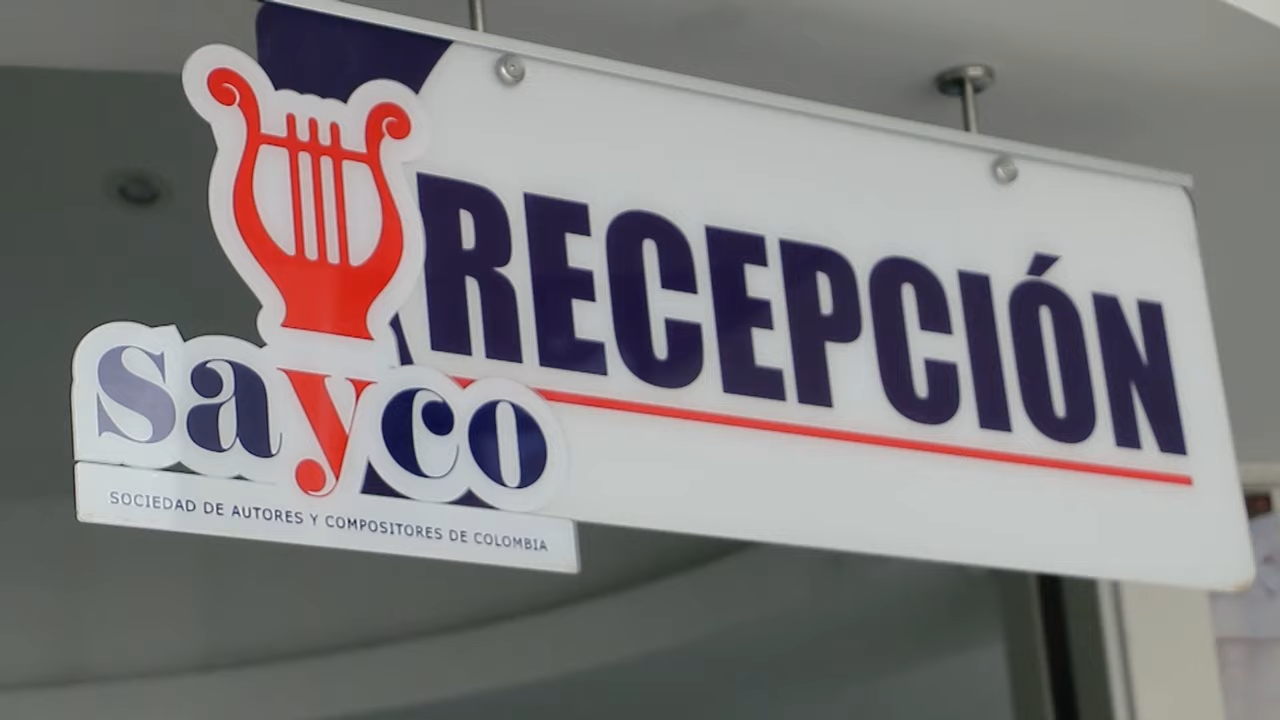 RECEPCIÓN
sayco
SOCIEDAD DE AUTORES Y COMPOSITORES DE COLOMBIA